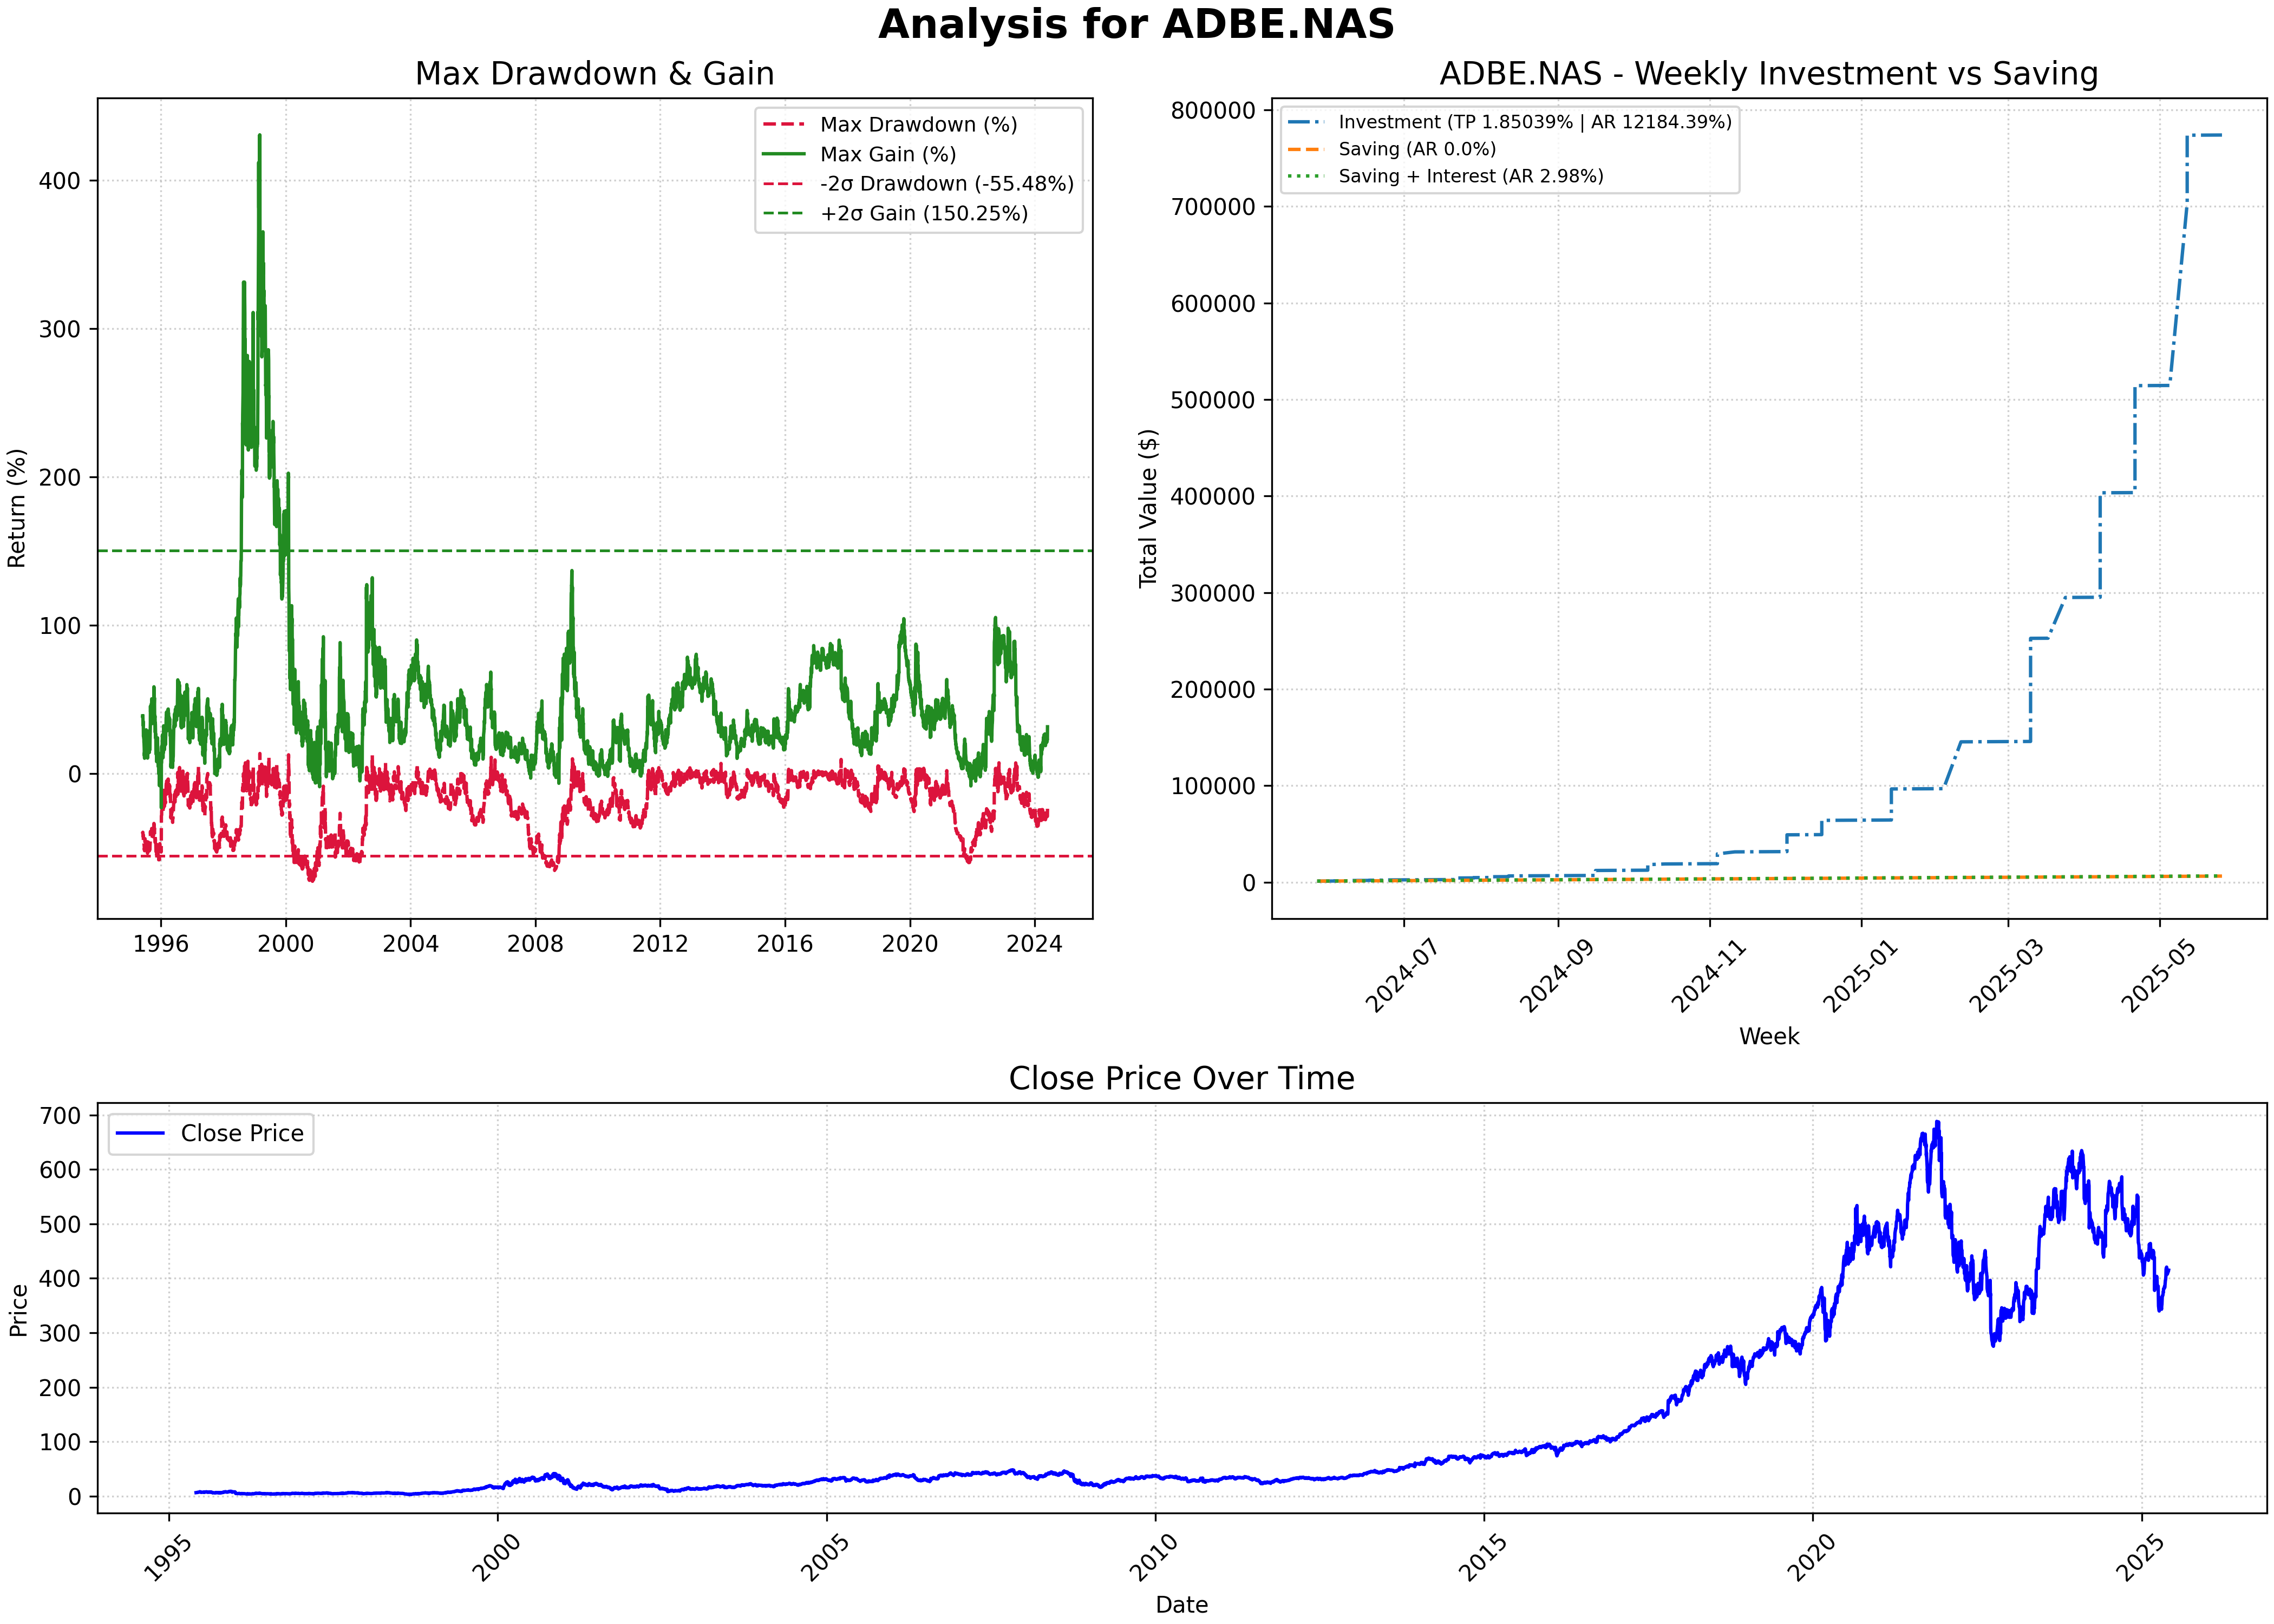 Analysis for ADBE.NAS
Max Drawdown & Gain
Return (%)
400
300
200
100
0
1996 2000 2004 2008 2012 2016 2020 2024
Max Drawdown (%)
Max Gain (%)
-2σ Drawdown (-55.48%)
+2σ Gain (150.25%)
ADBE.NAS - Weekly Investment vs Saving
Total Value ($)
800000
700000
600000
500000
400000
300000
200000
100000
0
Investment (TP 1.85039% | AR 12184.39%)
Saving (AR 0.0%)
Saving + Interest (AR 2.98%)
2024-07 2024-09 2024-11 2025-01 2025-03 2025-05
Week
Close Price Over Time
Price
700
600
500
400
300
200
100
0
Close Price
1995 2000 2005 2010 2015 2020 2025
Date